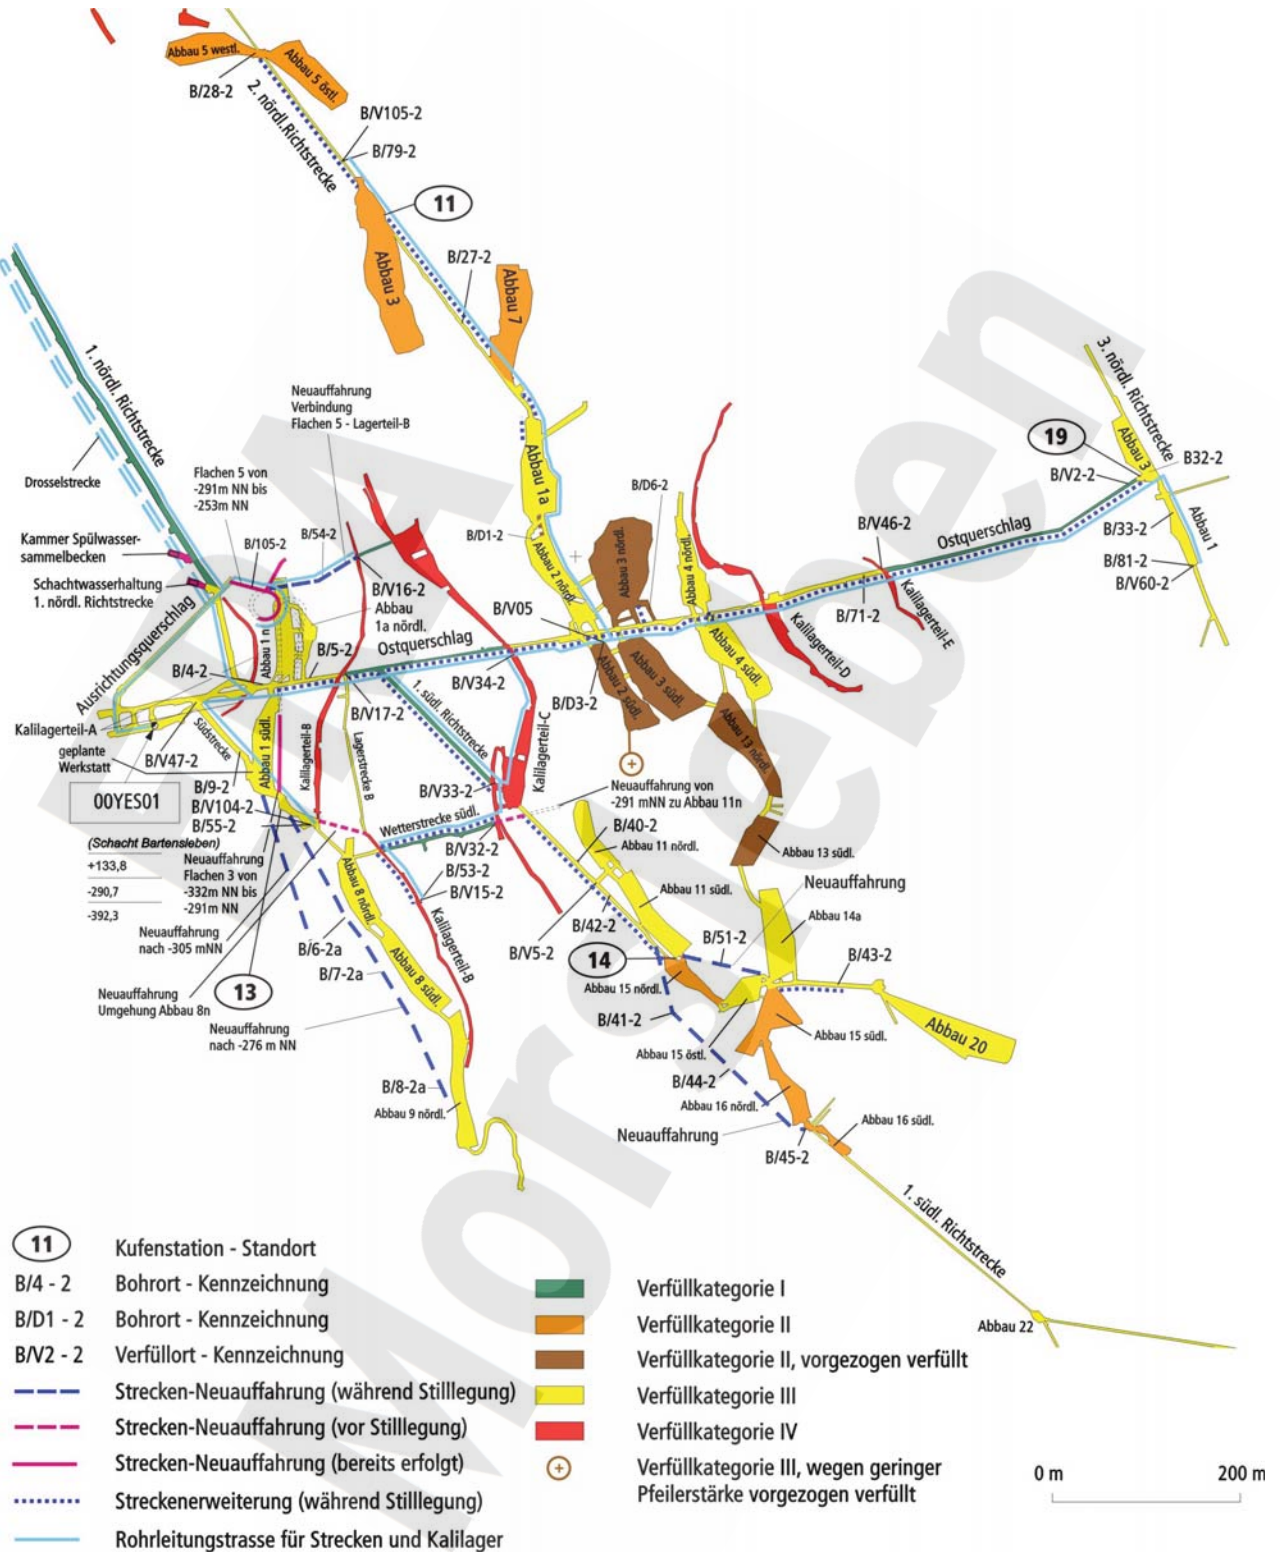 Abbau 5 westl.
Abbau 5 östl.
B/28-2
2. nördl.Richtstrecke
B/V105-2
B/79-2
11
B/27-2
Abbau 3
Abbau 7
1. nördl. Richtstrecke
Neuauffahrung
Verbindung
Flachen 5 - Lagerteil-B
3. nördl. Richtstrecke
19
Abbau 3
B32-2
B/V2-2
Drosselstrecke
Flachen 5 von
-291m NN bis
-253m NN
Abbau 1a
B/D6-2
B/V46-2
Ostquerschlag
B/33-2
Abbau 1
B/81-2
B/V60-2
Kammer Spülwasser-
sammelbecken
B/105-2
B/54-2
B/D1-2
Abbau 2 nördl.
Abbau 3 nördl.
Abbau 4 nördl.
Schachtwasserhaltung
1. nördl. Richtstrecke
B/V16-2
Abbau
1a nördl.
B/V05
B/71-2
Kalilagerteil-E
Ausrichtungsquerschlag
Abbau 1 n
B/5-2
Ostquerschlag
Kalilagerteil-D
B/4-2
B/V34-2
Abbau 4 südl.
Abbau 3 südl.
Abbau 2 südl.
B/D3-2
1. südl. Richtstrecke
B/V17-2
Kalilagerteil-A
Südstrecke
Abbau 1 südl.
Kalilagerteil-B
Lagerstrecke B
Kalilagerteil-C
Abbau 13 nördl.
geplante
Werkstatt
B/V47-2
B/9-2
B/V104-2
B/55-2
00YES01
B/V33-2
Neuauffahrung von
-291 mNN zu Abbau 11n
Wetterstrecke südl.
B/40-2
(Schacht Bartensleben)
+133,8
-290,7
-392,3
Neuauffahrung
Flachen 3 von
-332m NN bis
-291m NN
B/V32-2
Abbau 11 nördl.
Abbau 13 südl.
B/53-2
B/V15-2
Abbau 8 nördl.
Abbau 11 südl.
Neuauffahrung
Neuauffahrung
nach -305 mNN
B/6-2a
B/7-2a
Kalilagerteil-B
B/42-2
B/V5-2
B/51-2
Abbau 14a
B/43-2
14
Abbau 8 südl.
Neuauffahrung
Umgehung Abbau 8n
13
Abbau 15 nördl.
B/41-2
Abbau 15 südl.
Abbau 20
Neuauffahrung
nach -276 m NN
Abbau 15 östl.
B/44-2
B/8-2a
Abbau 9 nördl.
Abbau 16 nördl.
Abbau 16 südl.
Neuauffahrung
B/45-2
1. südl. Richtstrecke
Abbau 22
11 Kufenstation - Standort
B/4 - 2 Bohrort - Kennzeichnung
B/D1 - 2 Bohrort - Kennzeichnung
B/V2 - 2 Verfüllort - Kennzeichnung
Strecken-Neuauffahrung (während Stilllegung)
Strecken-Neuauffahrung (vor Stilllegung)
Strecken-Neuauffahrung (bereits erfolgt)
Streckenerweiterung (während Stilllegung)
Rohrleitungstrasse für Strecken und Kalilager
Verfüllkategorie I
Verfüllkategorie II
Verfüllkategorie II, vorgezogen verfüllt
Verfüllkategorie III
Verfüllkategorie IV
Verfüllkategorie III, wegen geringer
Pfeilerstärke vorgezogen verfüllt
0 m
200 m
ERA
Morsleben